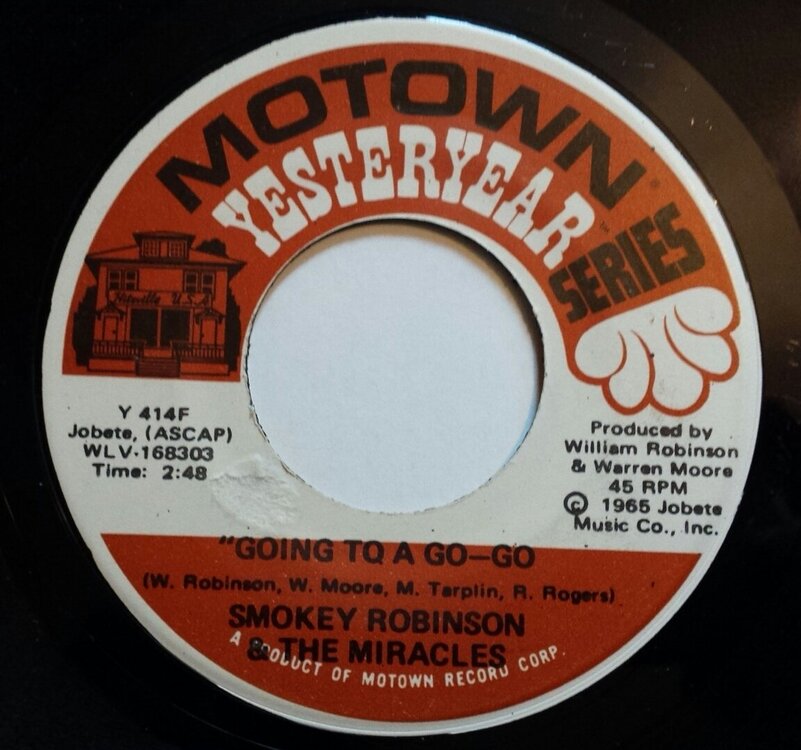 MOTOWN
YESTERYEAR
SERIES
Hitsville U.S.A
Y 414F
Jobete, (ASCAP)
WLV-168303
Time: 2:48
Produced by
William Robinson
& Warren Moore
45 RPM
© 1965 Jobete
Music Co., Inc.
"GOING TO A GO-GO
(W. Robinson, W. Moore, M. Tarplin, R. Rogers)
SMOKEY ROBINSON
& THE MIRACLES
A PRODUCT OF MOTOWN RECORD CORP.